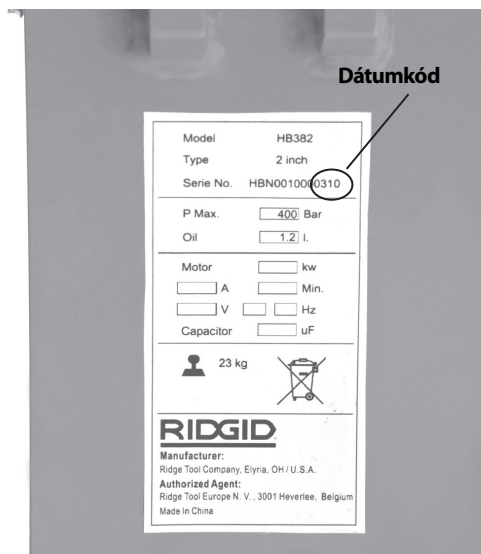 Dátumkód
Model HB382
Type 2 inch
Serie No. HBN0010000310
P Max. 400 Bar
Oil 1.2 l.
Motor kw
A Min.
V Hz
Capacitor uF
23 kg
RIDGID
Manufacturer:
Ridge Tool Company, Elyria, OH / U.S.A.
Authorized Agent:
Ridge Tool Europe N. V. , 3001 Heverlee, Belgium
Made In China